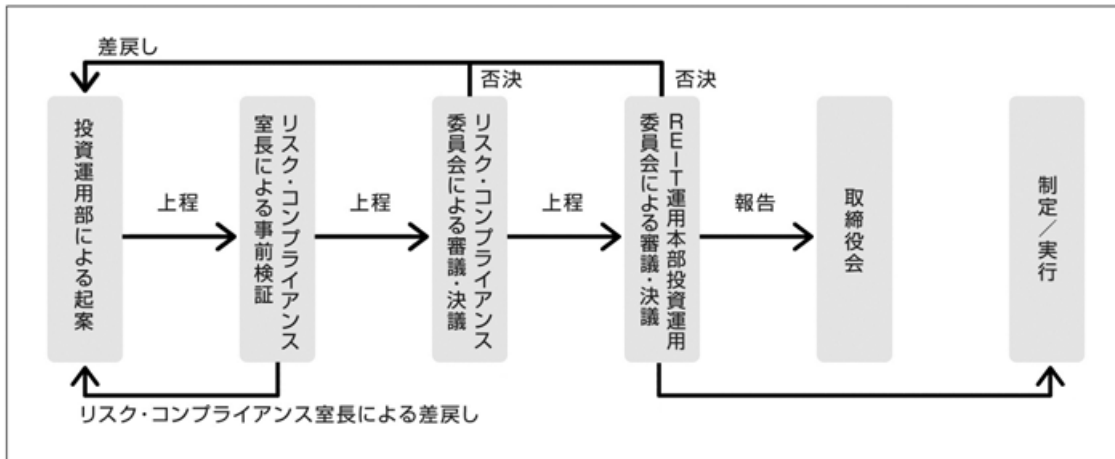 差戻し
否決
否決
投資運用部による起案
上程
リスク・コンプライアンス
室長による事前検証
上程
リスク・コンプライアンス
委員会による審議・決議
上程
REIT運用本部投資運用
委員会による審議・決議
報告
取締役会
制定／実行
リスク・コンプライアンス室長による差戻し